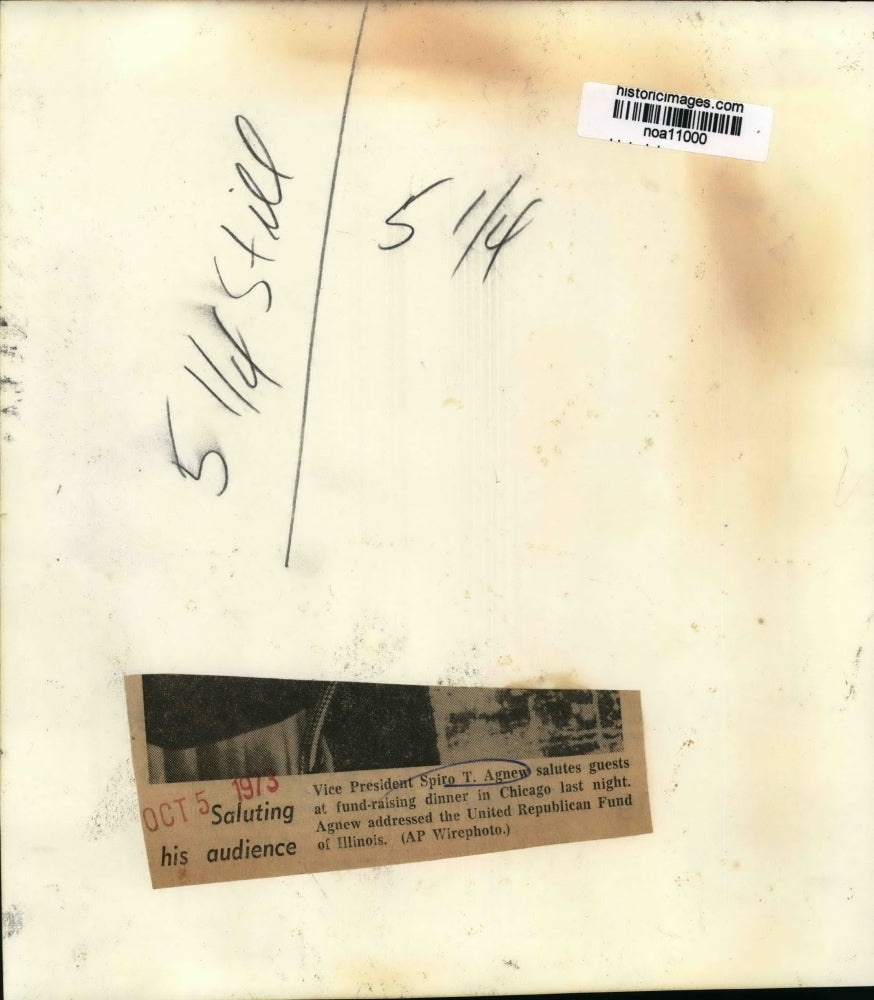 historicimages.com
noa11000
5 1/4 Still
5 1/4
OCT 5 1973
Saluting
his audience
Vice President Spiro T. Agnew salutes guests
at fund-raising dinner in Chicago last night.
Agnew addressed the United Republican Fund
of Illinois. (AP Wirephoto.)